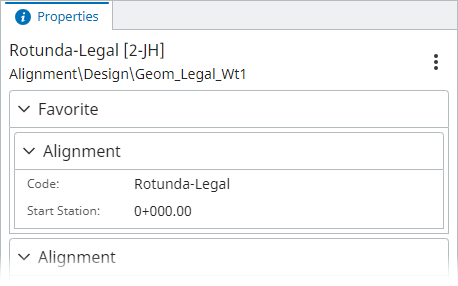 Properties
Rotunda-Legal [2-JH]
Alignment\Design\Geom_Legal_Wt1
Favorite
Alignment
Code: Rotunda-Legal
Start Station: 0+000.00
Alignment